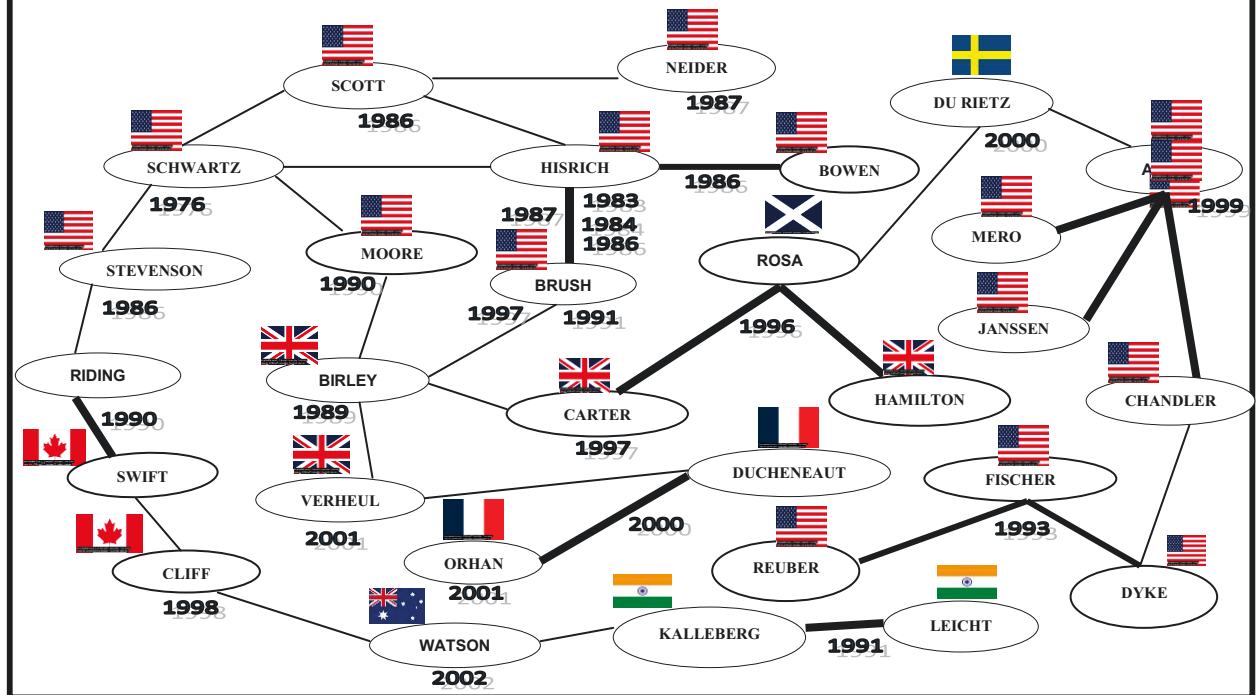 SCOTT
1986
NEIDER
1987
DU RIETZ
2000
A
1999
SCHWARTZ
1976
HISRICH
1983
1984
1986
1986
BOWEN
1987
MERO
STEVENSON
1986
MOORE
1990
BRUSH
1997
1991
ROSA
1996
JANSSEN
RIDING
1990
BIRLEY
1989
CARTER
1997
HAMILTON
CHANDLER
SWIFT
VERHEUL
2001
DUCHENEAUT
2000
FISCHER
1993
CLIFF
1998
ORHAN
2001
REUBER
DYKE
WATSON
2002
KALLEBERG
1991
LEICHT